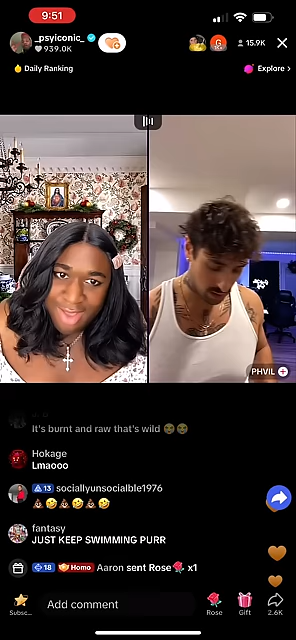 9:51
_psyiconic_
939.0K
G
15.9K
Daily Ranking
Explore >
PHVIL
It's burnt and raw that's wild
Hokage
Lmaooo
13 sociallyunsocialble1976
fantasy
JUST KEEP SWIMMING PURR
18 Homo Aaron sent Rose x1
Subsc...
Add comment
Rose
Gift
2.6K